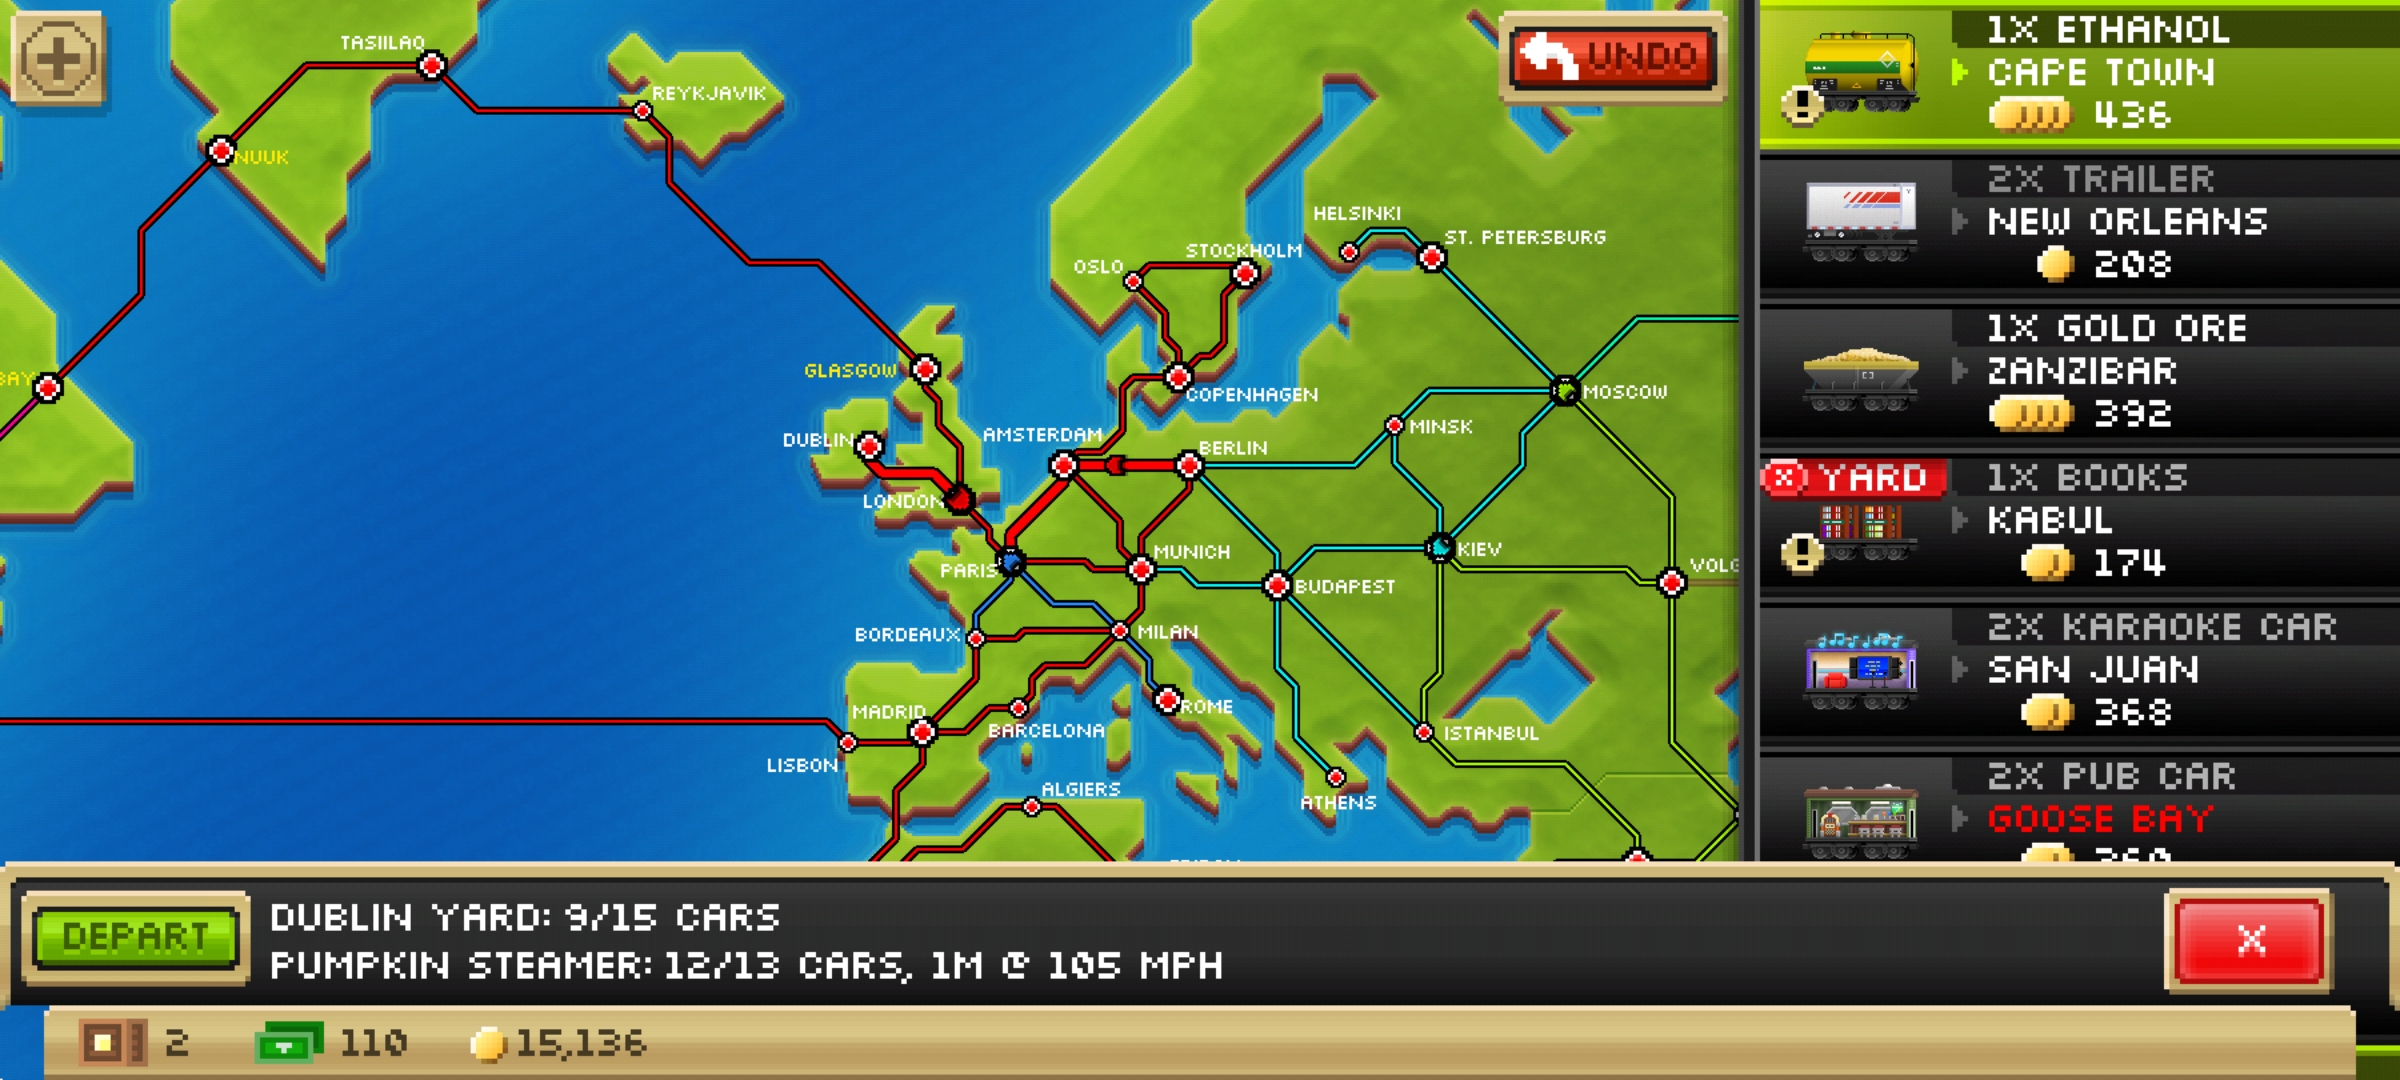 TASIILAQ
REYKJAVIK
NUUK
BAY
GLASGOW
DUBLIN
LONDON
AMSTERDAM
BERLIN
OSLO
STOCKHOLM
HELSINKI
ST. PETERSBURG
COPENHAGEN
MINSK
MOSCOW
PARIS
MUNICH
BUDAPEST
KIEV
VOLG
BORDEAUX
MILAN
MADRID
BARCELONA
ROME
ISTANBUL
LISBON
ALGIERS
ATHENS
UNDO
1X ETHANOL
CAPE TOWN
436
2X TRAILER
NEW ORLEANS
208
1X GOLD ORE
ZANZIBAR
392
YARD
1X BOOKS
KABUL
174
2X KARAOKE CAR
SAN JUAN
368
2X PUB CAR
GOOSE BAY
DEPART
DUBLIN YARD: 9/15 CARS
PUMPKIN STEAMER: 12/13 CARS, 1M @ 105 MPH
X
2
110
15,136